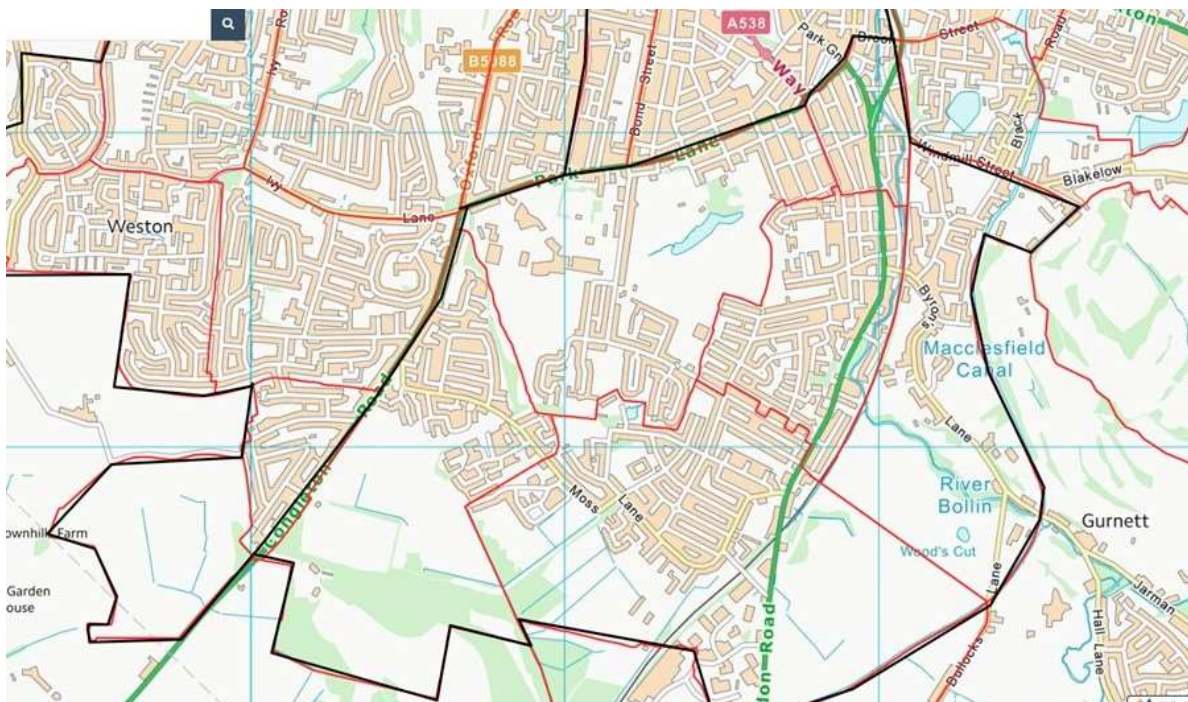 A538
Way
Park Gn
Brook
Street
Road
Ivy
Road
B5088
Oxford
Road
Bond Street
Black
Windmill Street
Blakelow
Park
Lane
Ivy
Lane
Weston
Byron's
Lane
Macclesfield
Canal
Congleton
Road
Moss
Lane
River
Bollin
Gurnett
Wood's Cut
Farm
Garden
Jarman
Lane
Hall Lane
Bullocks
Road